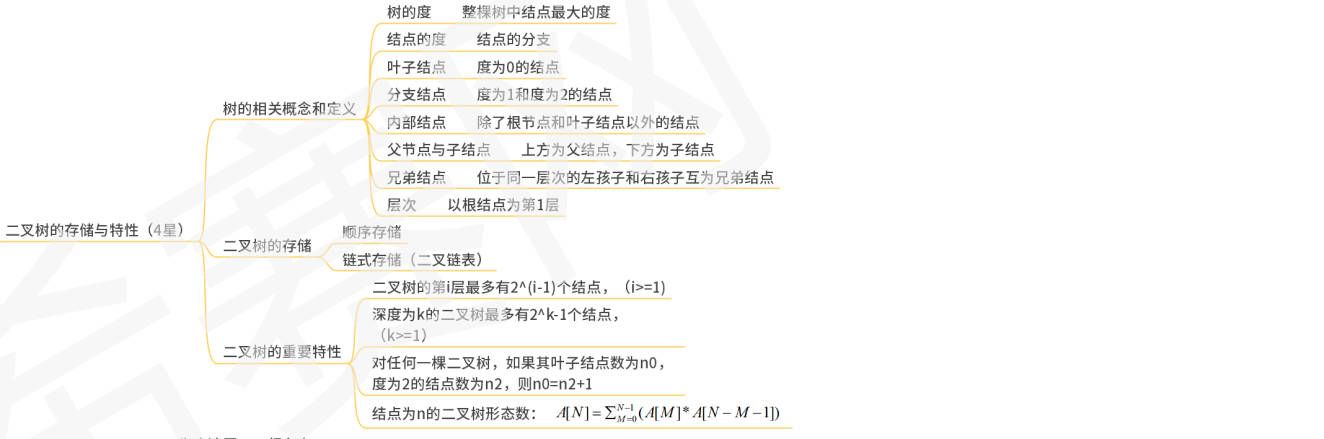 树的度 整棵树中结点最大的度
结点的度 结点的分支
叶子结点 度为0的结点
分支结点 度为1和度为2的结点
树的相关概念和定义
内部结点 除了根节点和叶子结点以外的结点
父节点与子结点 上方为父结点，下方为子结点
兄弟结点 位于同一层次的左孩子和右孩子互为兄弟结点
层次 以根结点为第1层
二叉树的存储与特性（4星）
二叉树的存储
顺序存储
链式存储（二叉链表）
二叉树的重要特性
二叉树的第i层最多有2^(i-1)个结点，（i>=1)
深度为k的二叉树最多有2^k-1个结点，
（k>=1）
对任何一棵二叉树，如果其叶子结点数为n0，
度为2的结点数为n2，则n0=n2+1
结点为n的二叉树形态数： A[N]=∑_{M=0}^{N-1}(A[M]*A[N-M-1])